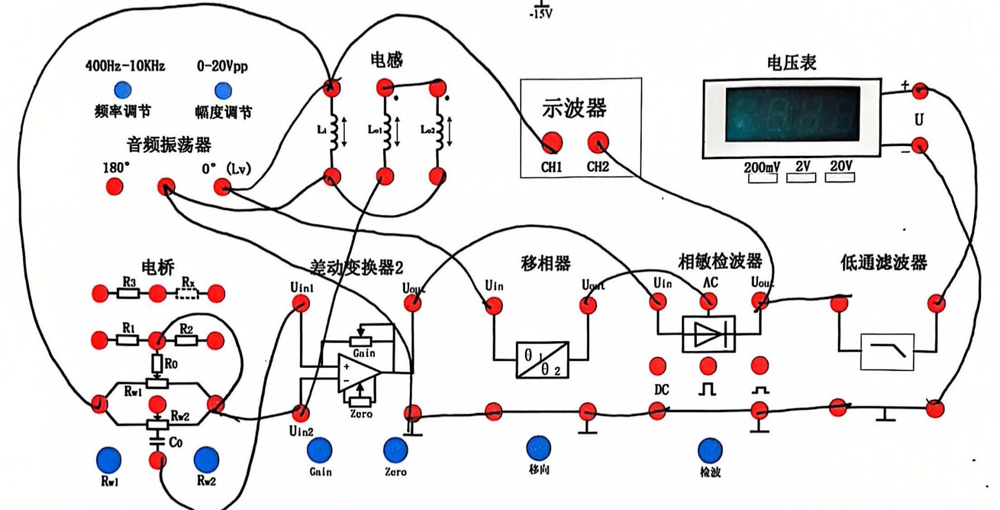 -15V
400Hz-10KHz 0-20Vpp
频率调节 幅度调节
音频振荡器
180° 0° (Lv)
电感
Li Lo1 Lo2
示波器
CH1 CH2
电压表
+
U
-
200mV 2V 20V
电桥
R3 Rx
R1 R2
R0
Rw1
Rw2
C0
Rw1 Rw2
差动变换器2
Uin1 Uout
Gain
+
-
Zero
Uin2
Gain Zero
移相器
Uin Uout
θ1
θ2
移向
相敏检波器
Uin AC Uout
DC
检波
低通滤波器